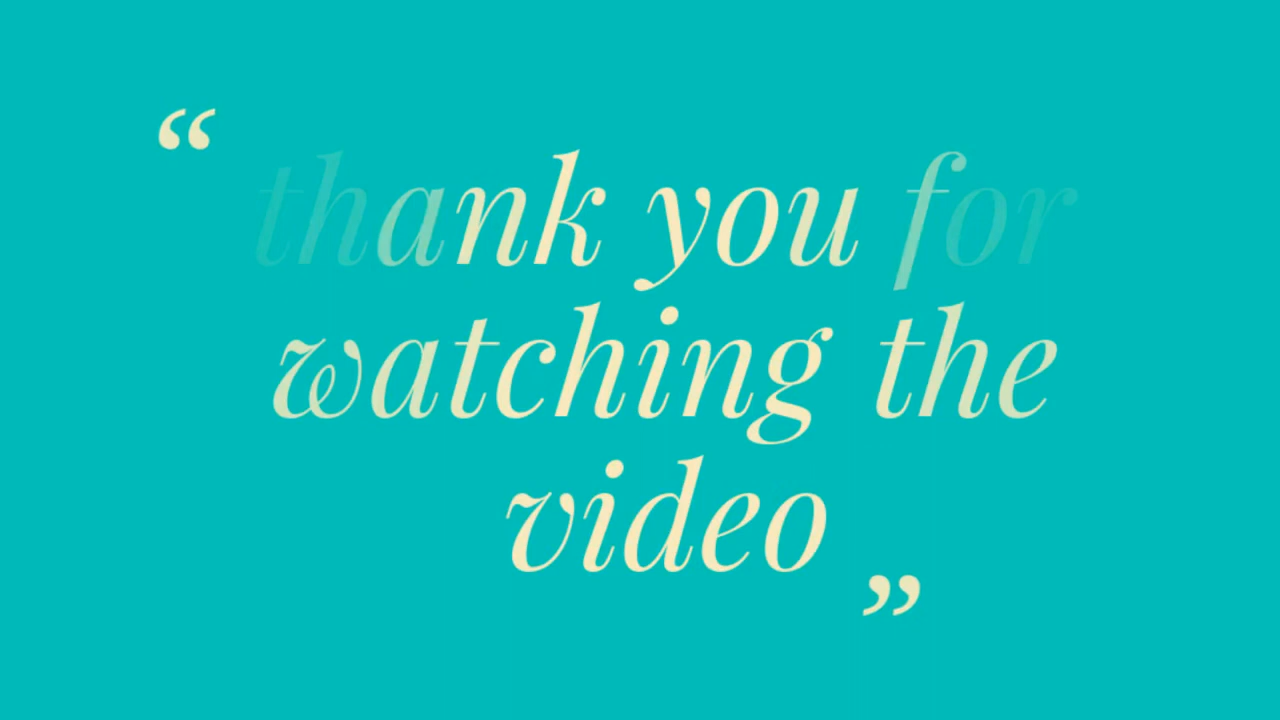 “ thank you for
watching the
video ”